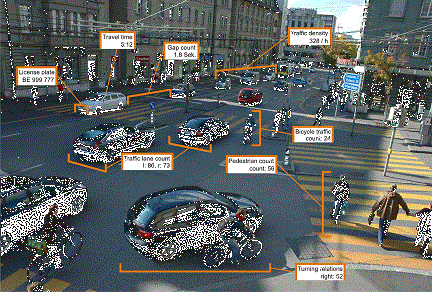 Travel time
5:12
Gap count
1.8 Sek.
Traffic density
328 / h
License plate
BE 999 777
Bicycle traffic
count: 24
Traffic lane count
l: 86, r: 73
Pedestrian count
count: 56
Turning relations
right: 52